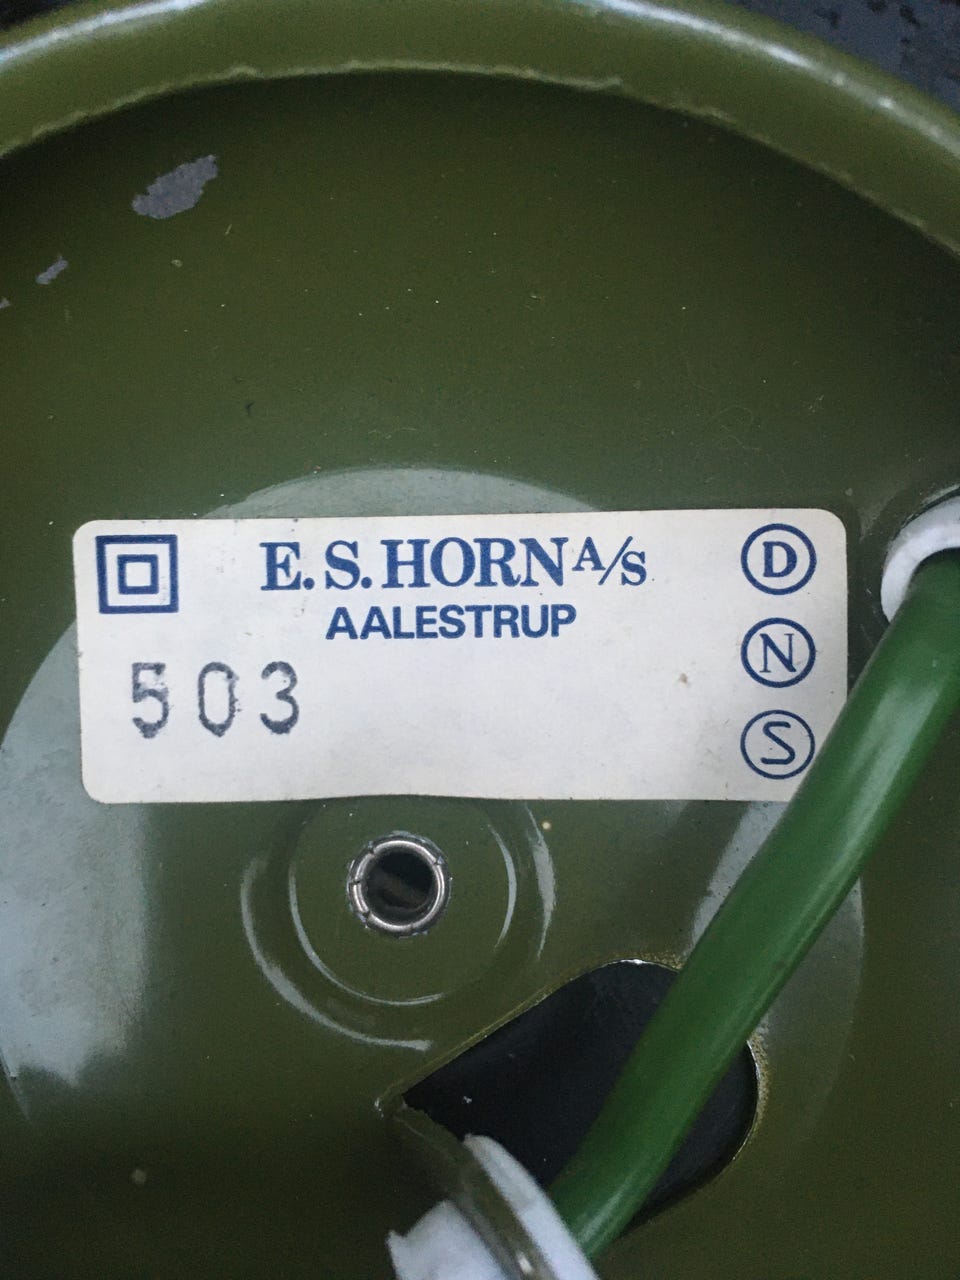 E. S. HORN A/S
AALESTRUP
503
D
N
S